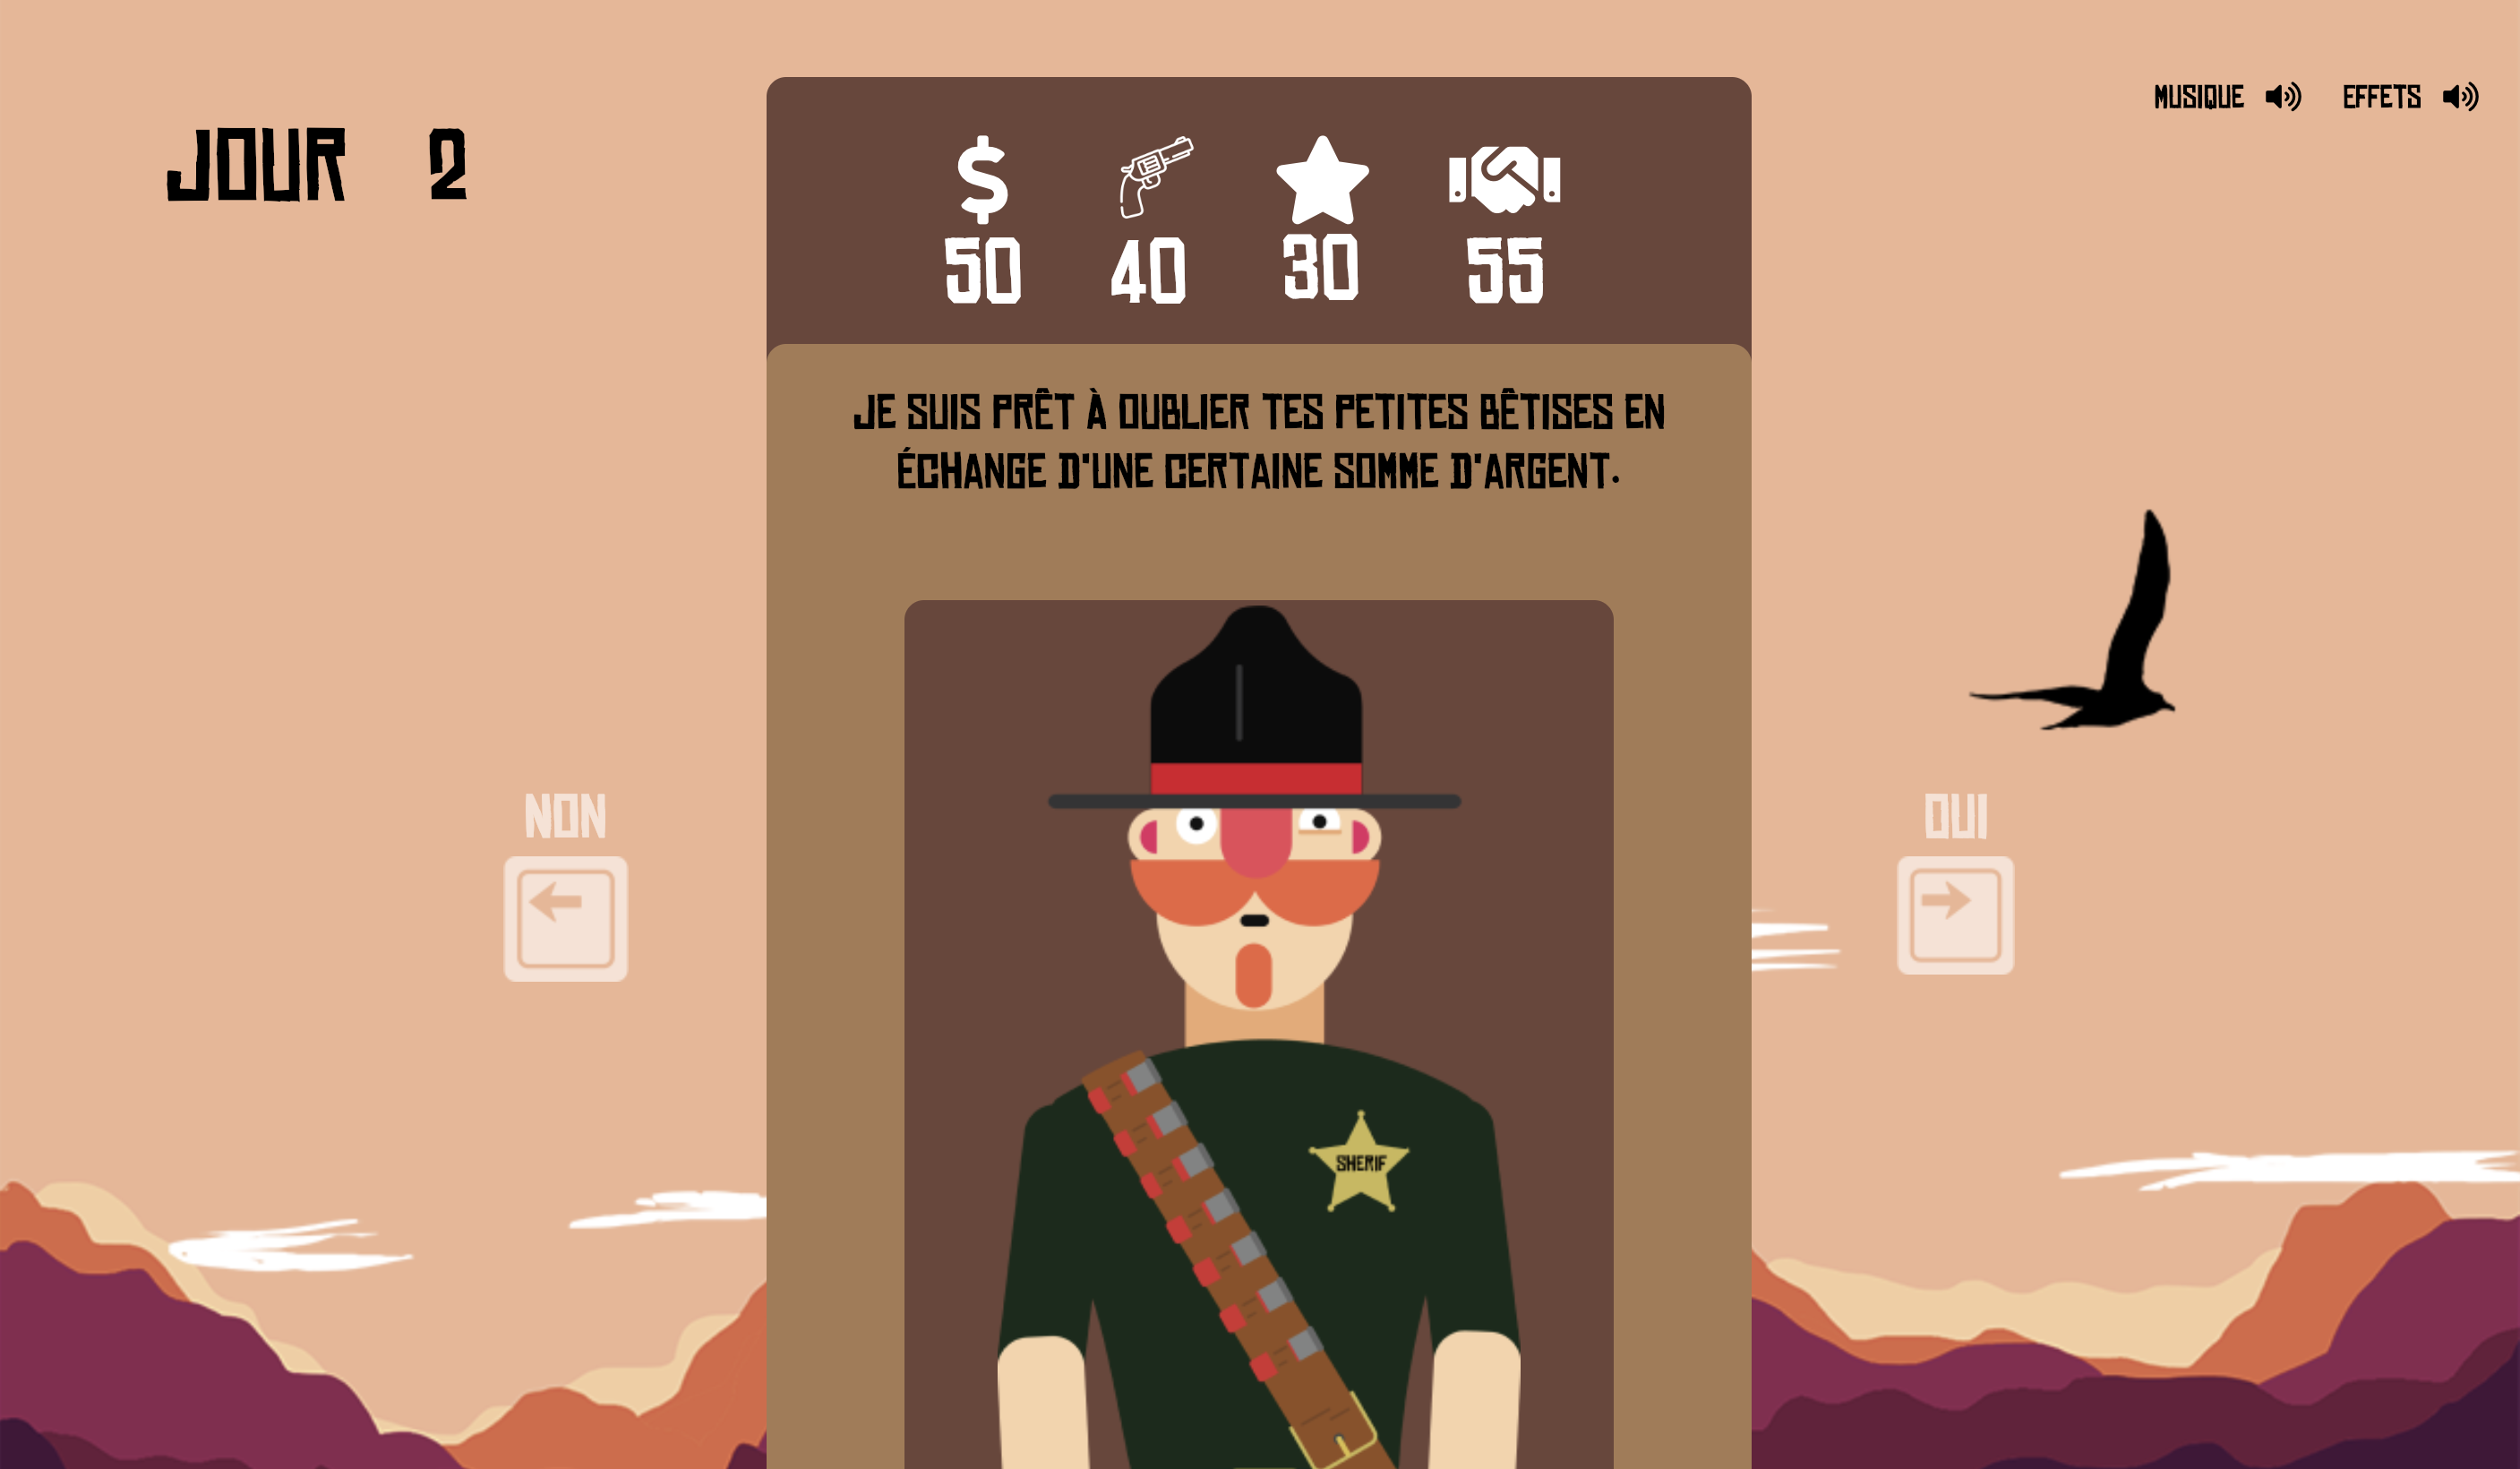 MUSIQUE EFFETS
JOUR 2
50 40 30 55
JE SUIS PRÊT À OUBLIER TES PETITES BÊTISES EN
ÉCHANGE D'UNE CERTAINE SOMME D'ARGENT.
NON
OUI
SHERIF